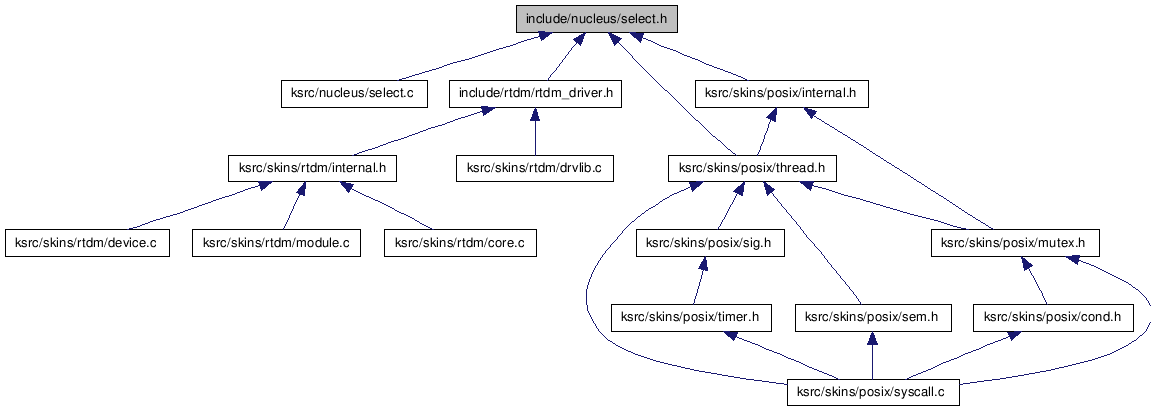 include/nucleus/select.h
ksrc/nucleus/select.c
include/rtdm/rtdm_driver.h
ksrc/skins/posix/internal.h
ksrc/skins/rtdm/internal.h
ksrc/skins/rtdm/drvlib.c
ksrc/skins/posix/thread.h
ksrc/skins/rtdm/device.c
ksrc/skins/rtdm/module.c
ksrc/skins/rtdm/core.c
ksrc/skins/posix/sig.h
ksrc/skins/posix/mutex.h
ksrc/skins/posix/timer.h
ksrc/skins/posix/sem.h
ksrc/skins/posix/cond.h
ksrc/skins/posix/syscall.c